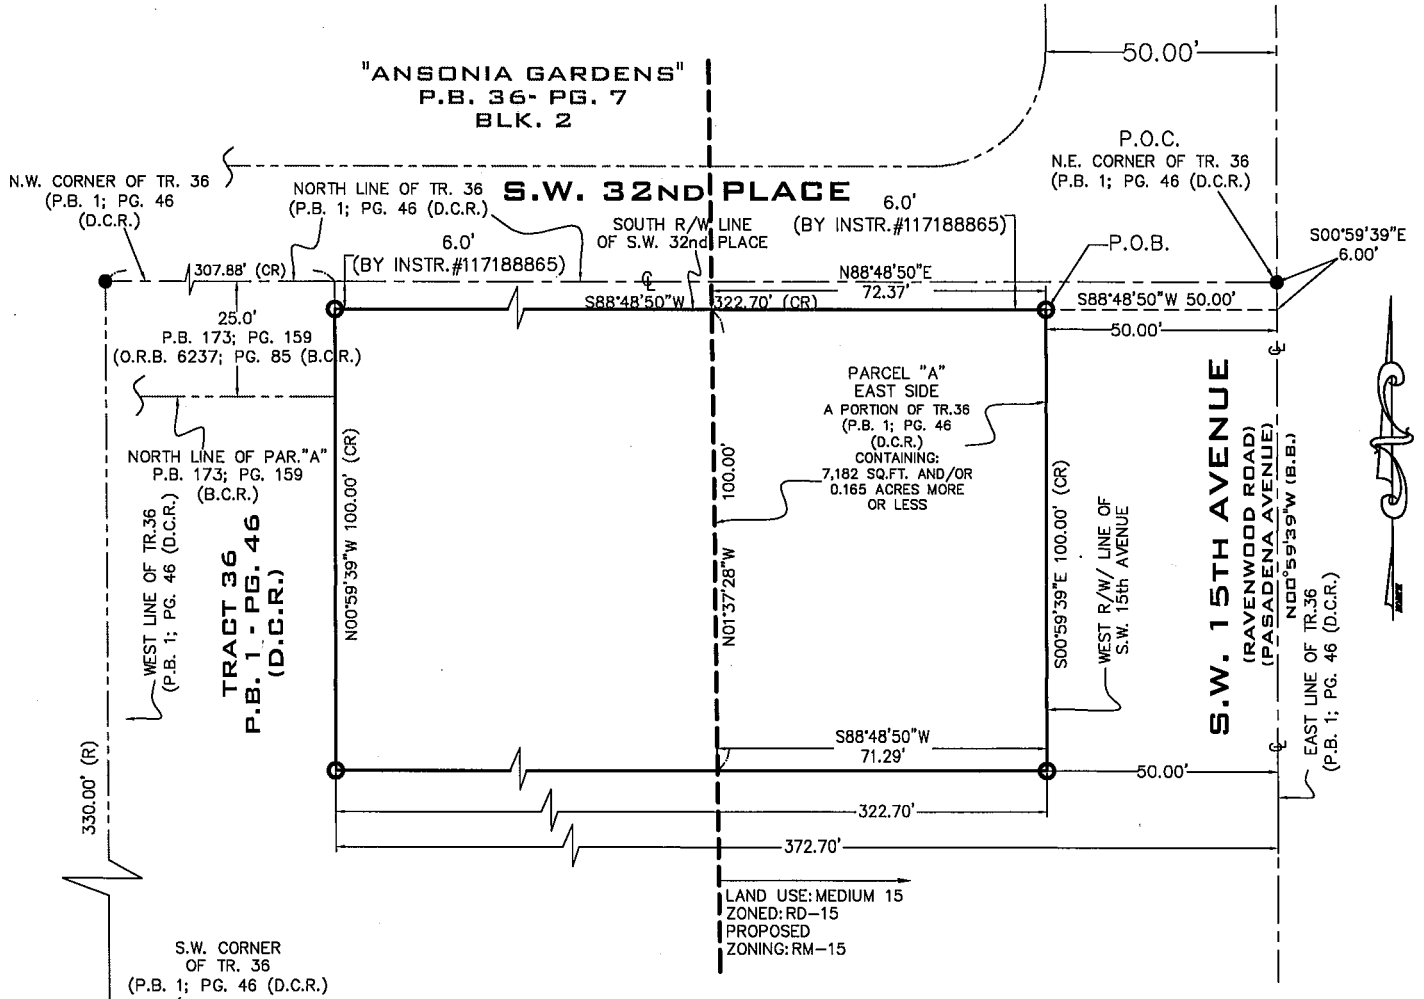 50.00'
"ANSONIA GARDENS"
P.B. 36- PG. 7
BLK. 2
P.O.C.
N.E. CORNER OF TR. 36
(P.B. 1; PG. 46 (D.C.R.)
N.W. CORNER OF TR. 36
(P.B. 1; PG. 46
(D.C.R.)
NORTH LINE OF TR. 36
(P.B. 1; PG. 46 (D.C.R.)
S.W. 32ND PLACE
6.0'
(BY INSTR.#117188865)
SOUTH R/W LINE
OF S.W. 32nd PLACE
6.0'
(BY INSTR.#117188865)
P.O.B.
S00°59'39"E
6.00'
307.88' (CR)
℄
N88°48'50"E
72.37'
S88°48'50"W 322.70' (CR)
S88°48'50"W 50.00'
50.00'
25.0'
P.B. 173; PG. 159
(O.R.B. 6237; PG. 85 (B.C.R.)
℄
PARCEL "A"
EAST SIDE
A PORTION OF TR.36
(P.B. 1; PG. 46
(D.C.R.)
CONTAINING:
7,182 SQ.FT. AND/OR
0.165 ACRES MORE
OR LESS
NORTH LINE OF PAR."A"
P.B. 173; PG. 159
(B.C.R.)
WEST LINE OF TR.36
(P.B. 1; PG. 46 (D.C.R.)
TRACT 36
P.B. 1 - PG. 46
(D.C.R.)
N00°59'39"W 100.00' (CR)
N01°37'28"W 100.00'
S00°59'39"E 100.00' (CR)
WEST R/W/ LINE OF
S.W. 15th AVENUE
S.W. 15TH AVENUE
(RAVENWOOD ROAD)
(PASADENA AVENUE)
N00°59'39"W (B.B.)
EAST LINE OF TR.36
(P.B. 1; PG. 46 (D.C.R.)
℄
S88°48'50"W
71.29'
50.00'
330.00' (R)
322.70'
372.70'
LAND USE: MEDIUM 15
ZONED: RD-15
PROPOSED
ZONING: RM-15
S.W. CORNER
OF TR. 36
(P.B. 1; PG. 46 (D.C.R.)